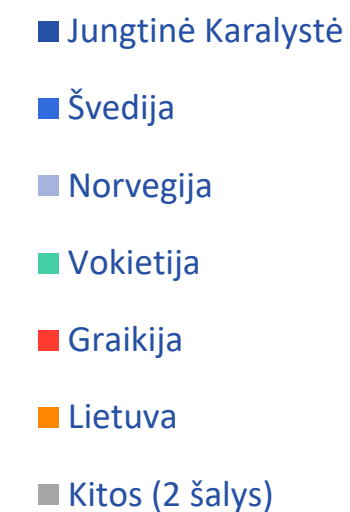 Jungtinė Karalystė
Švedija
Norvegija
Vokietija
Graikija
Lietuva
Kitos (2 šalys)